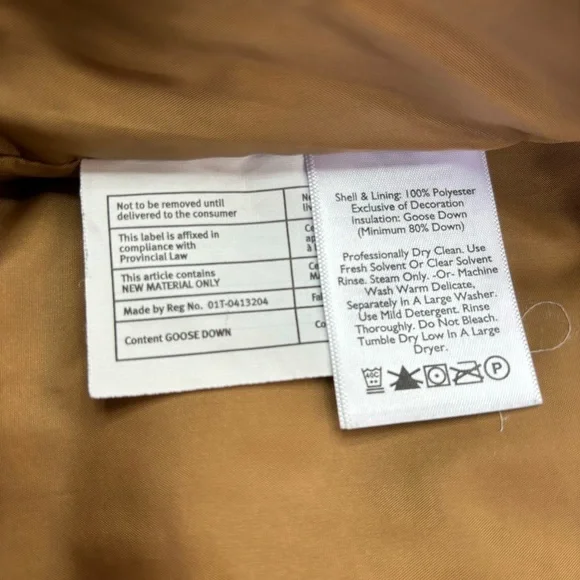 Not to be removed until
delivered to the consumer
This label is affixed in
compliance with
Provincial Law
This article contains
NEW MATERIAL ONLY
Made by Reg No. 01T-0413204
Content GOOSE DOWN
Shell & Lining: 100% Polyester
Exclusive of Decoration
Insulation: Goose Down
(Minimum 80% Down)
Professionally Dry Clean. Use
Fresh Solvent Or Clear Solvent
Rinse. Steam Only. -Or- Machine
Wash Warm Delicate,
Separately In A Large Washer.
Use Mild Detergent. Rinse
Thoroughly. Do Not Bleach.
Tumble Dry Low In A Large
Dryer.
40C P